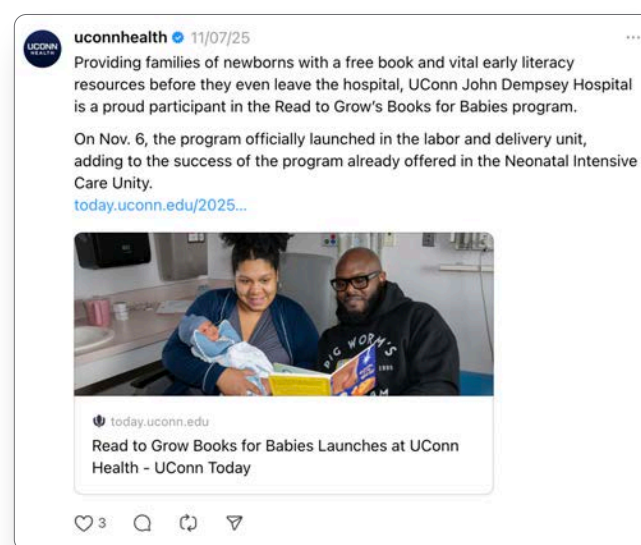 UCONN
HEALTH
uconnhealth 11/07/25
Providing families of newborns with a free book and vital early literacy
resources before they even leave the hospital, UConn John Dempsey Hospital
is a proud participant in the Read to Grow's Books for Babies program.
On Nov. 6, the program officially launched in the labor and delivery unit,
adding to the success of the program already offered in the Neonatal Intensive
Care Unity.
today.uconn.edu/2025...
WORM'S
today.uconn.edu
Read to Grow Books for Babies Launches at UConn
Health - UConn Today
3